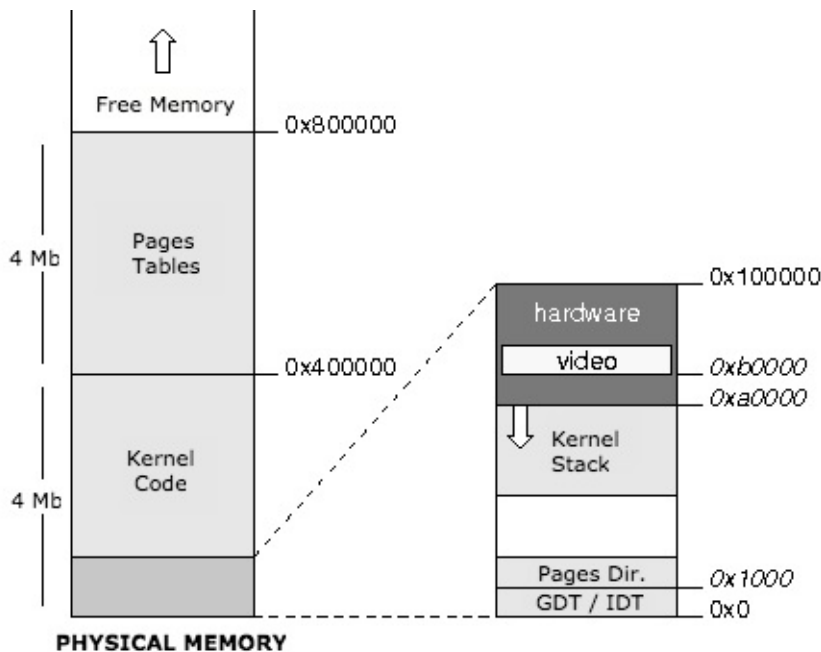 Free Memory
0x800000
4 Mb
Pages
Tables
0x400000
4 Mb
Kernel
Code
PHYSICAL MEMORY
0x100000
hardware
video
0xb0000
0xa0000
Kernel
Stack
Pages Dir.
0x1000
GDT / IDT
0x0